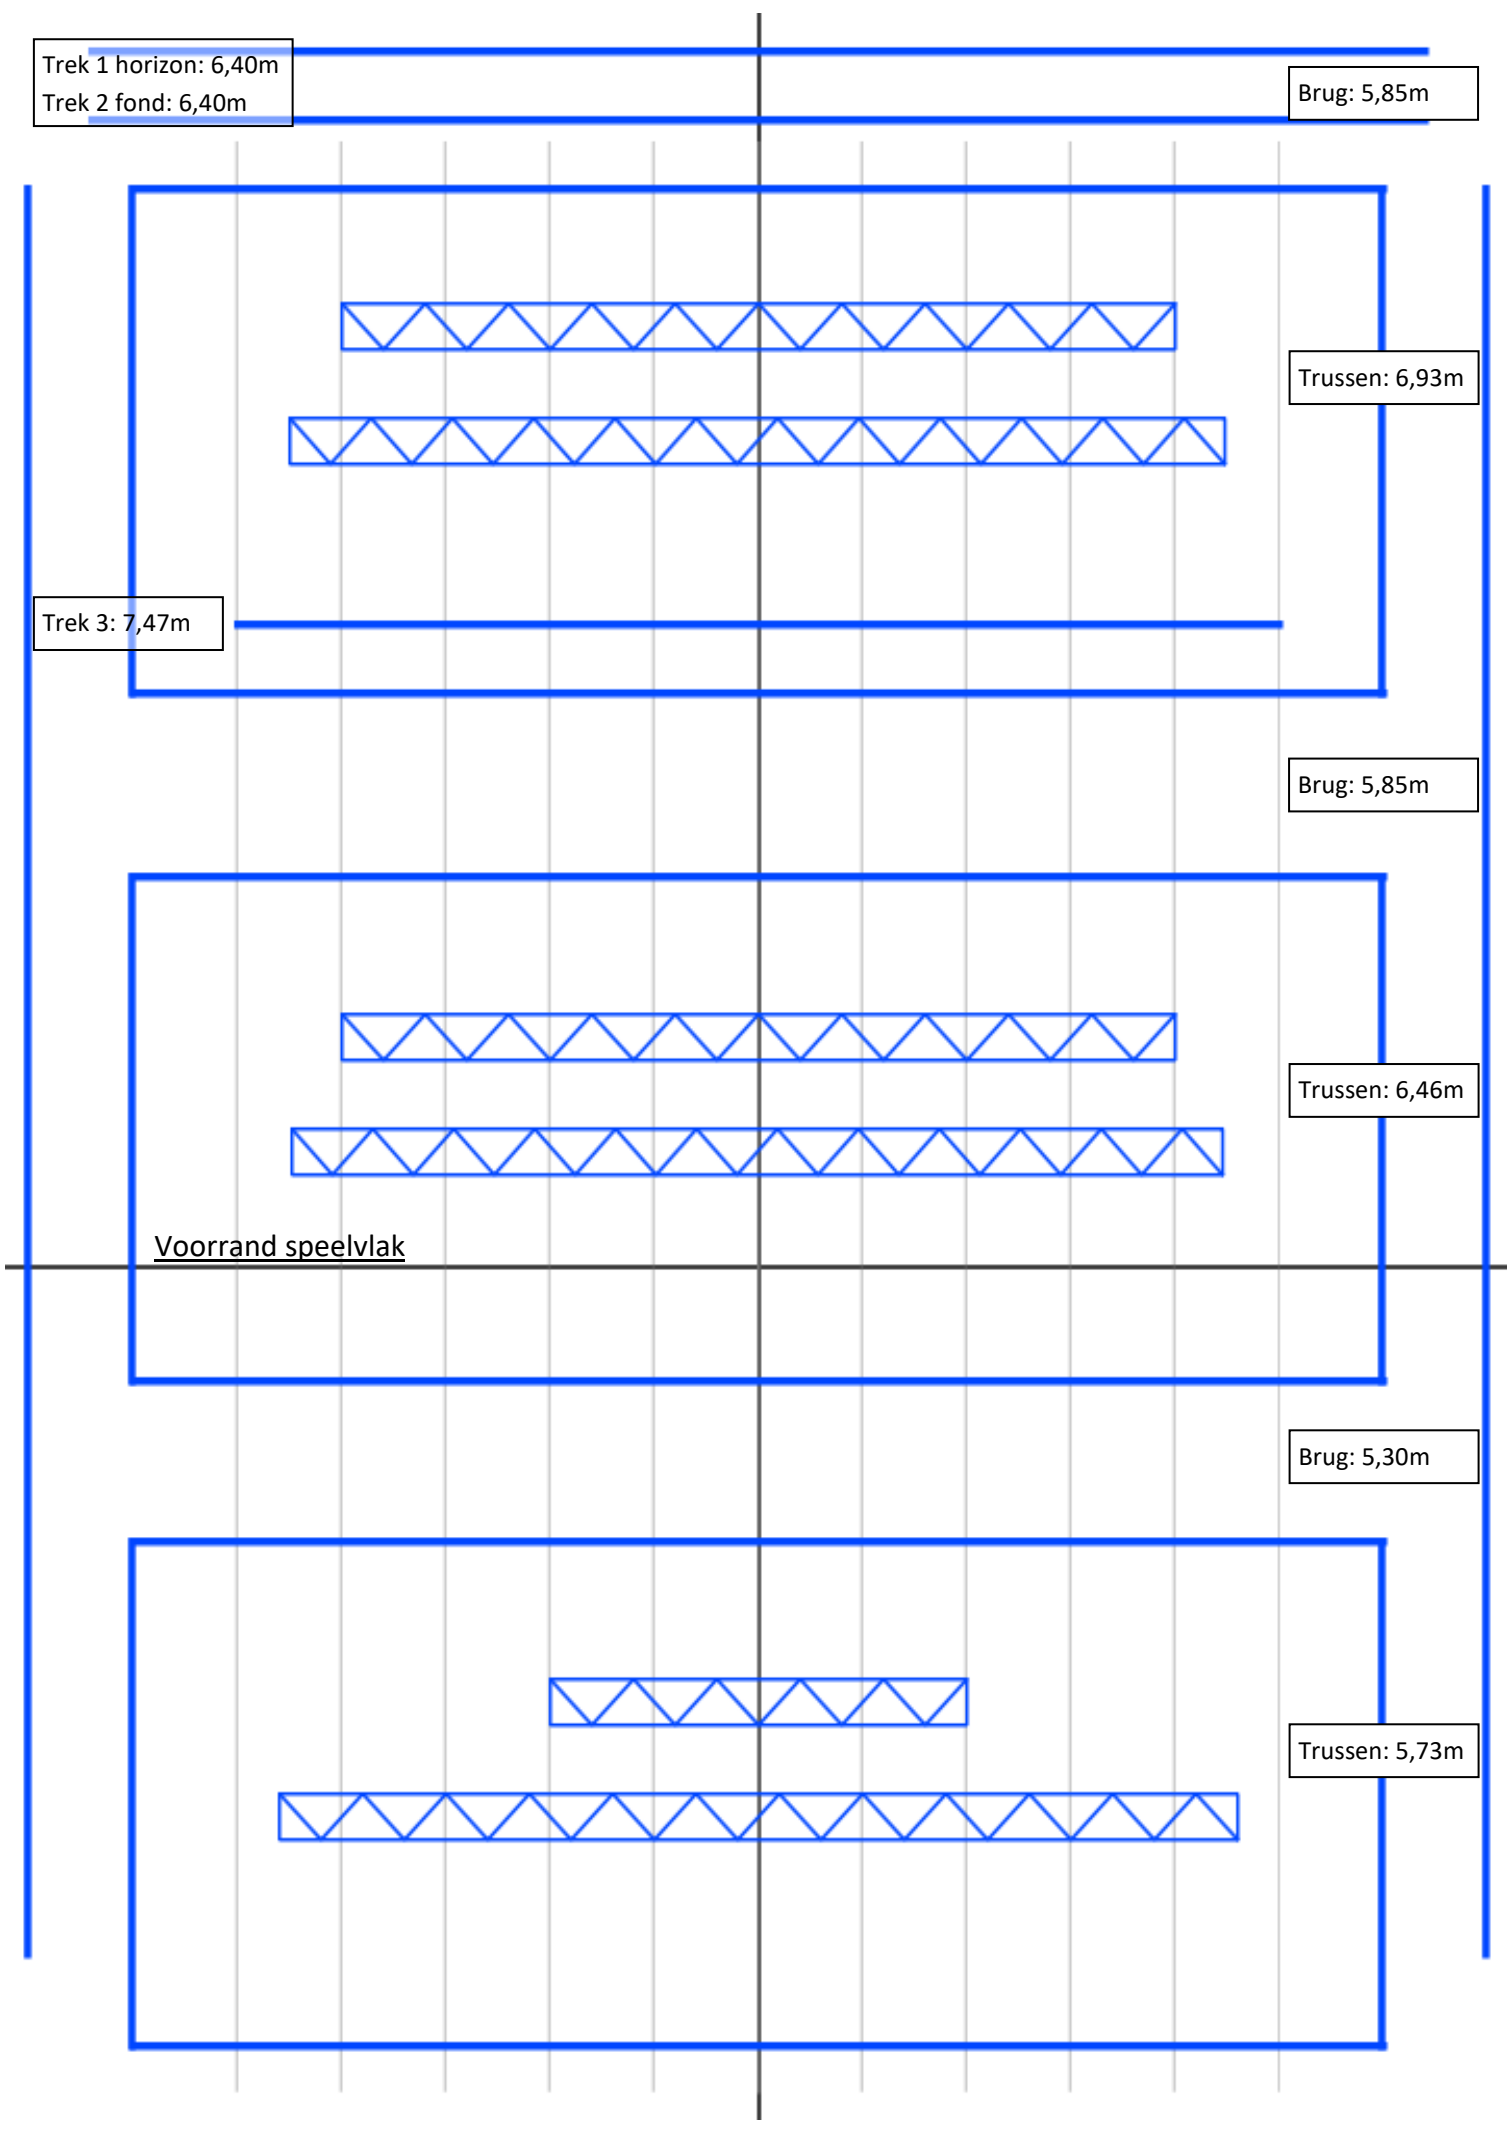 Trek 1 horizon: 6,40m
Trek 2 fond: 6,40m
Brug: 5,85m
Trussen: 6,93m
Trek 3: 7,47m
Brug: 5,85m
Trussen: 6,46m
Voorrand speelvlak
Brug: 5,30m
Trussen: 5,73m